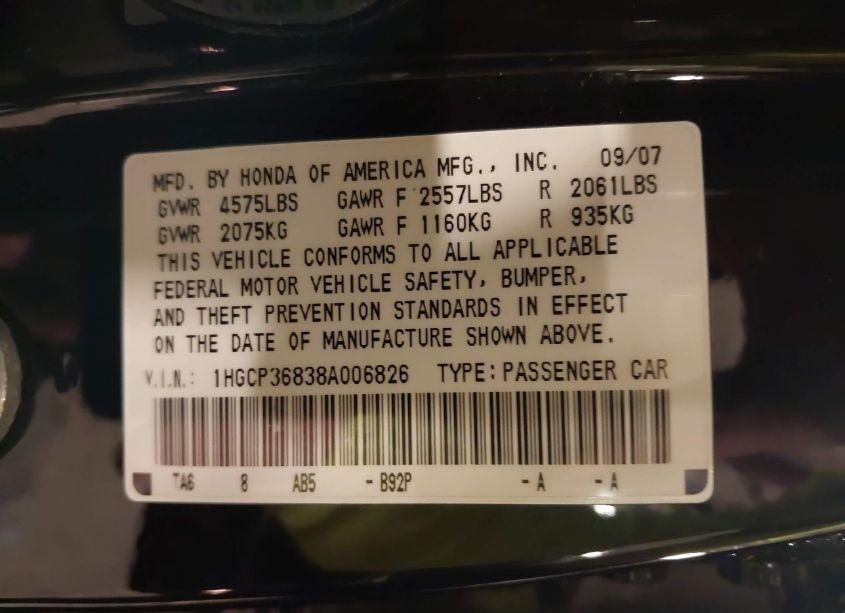 MFD. BY HONDA OF AMERICA MFG., INC. 09/07
GVWR 4575LBS GAWR F 2557LBS R 2061LBS
GVWR 2075KG GAWR F 1160KG R 935KG
THIS VEHICLE CONFORMS TO ALL APPLICABLE
FEDERAL MOTOR VEHICLE SAFETY, BUMPER,
AND THEFT PREVENTION STANDARDS IN EFFECT
ON THE DATE OF MANUFACTURE SHOWN ABOVE.
V.I.N.: 1HGCP36838A006826 TYPE: PASSENGER CAR
TA6 8 AB5 - B92P - A - A